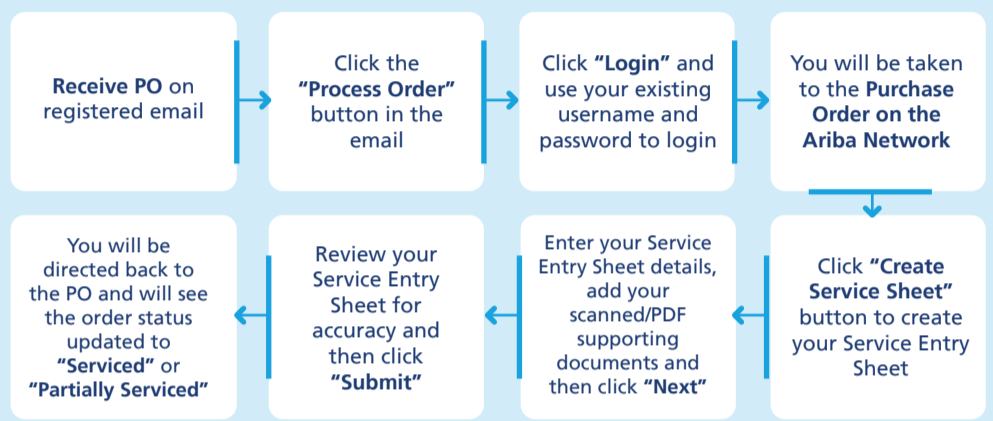 Receive PO on
registered email
Click the
“Process Order”
button in the
email
Click “Login” and
use your existing
username and
password to login
You will be taken
to the Purchase
Order on the
Ariba Network
Click “Create
Service Sheet”
button to create
your Service Entry
Sheet
Enter your Service
Entry Sheet details,
add your
scanned/PDF
supporting
documents and
then click “Next”
Review your
Service Entry
Sheet for
accuracy and
then click
“Submit”
You will be
directed back to
the PO and will see
the order status
updated to
“Serviced” or
“Partially Serviced”